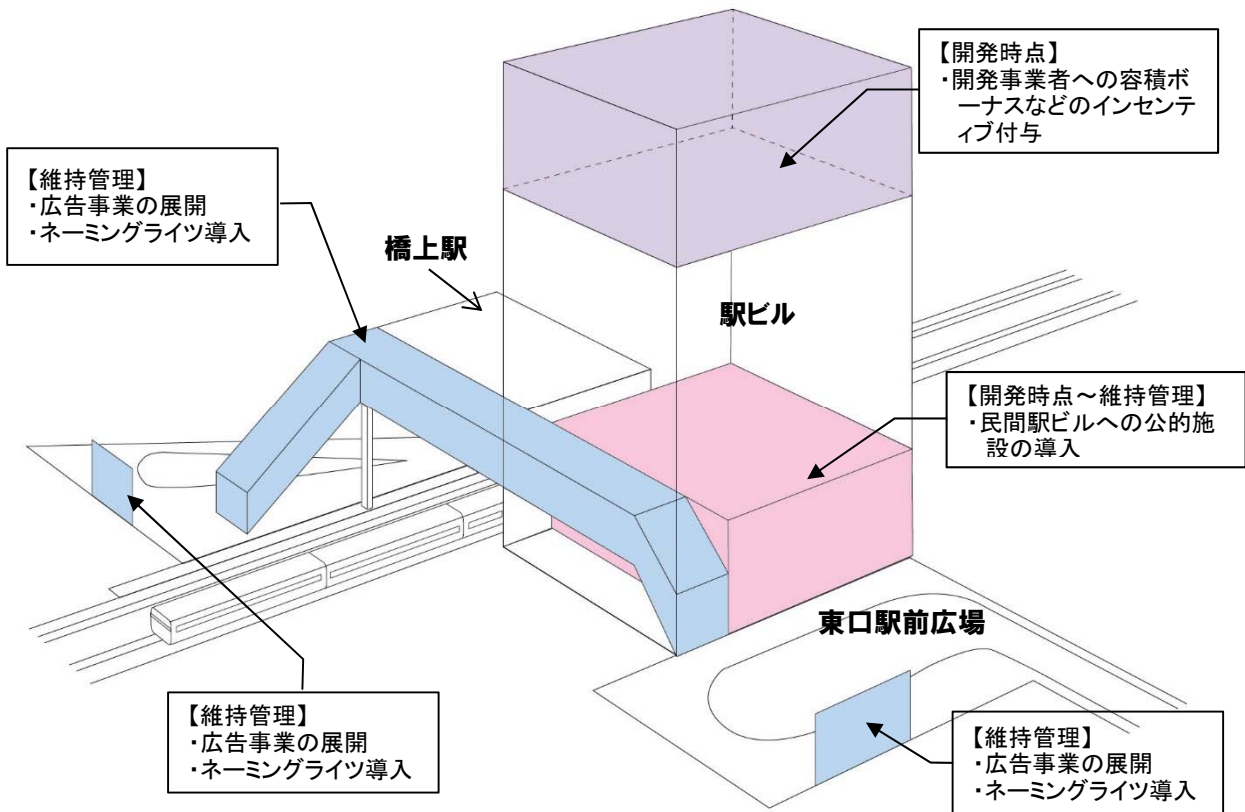 【開発時点】
・開発事業者への容積ボ
ーナスなどのインセンテ
ィブ付与
【維持管理】
・広告事業の展開
・ネーミングライツ導入
橋上駅
駅ビル
【開発時点～維持管理】
・民間駅ビルへの公的施
設の導入
東口駅前広場
【維持管理】
・広告事業の展開
・ネーミングライツ導入
【維持管理】
・広告事業の展開
・ネーミングライツ導入